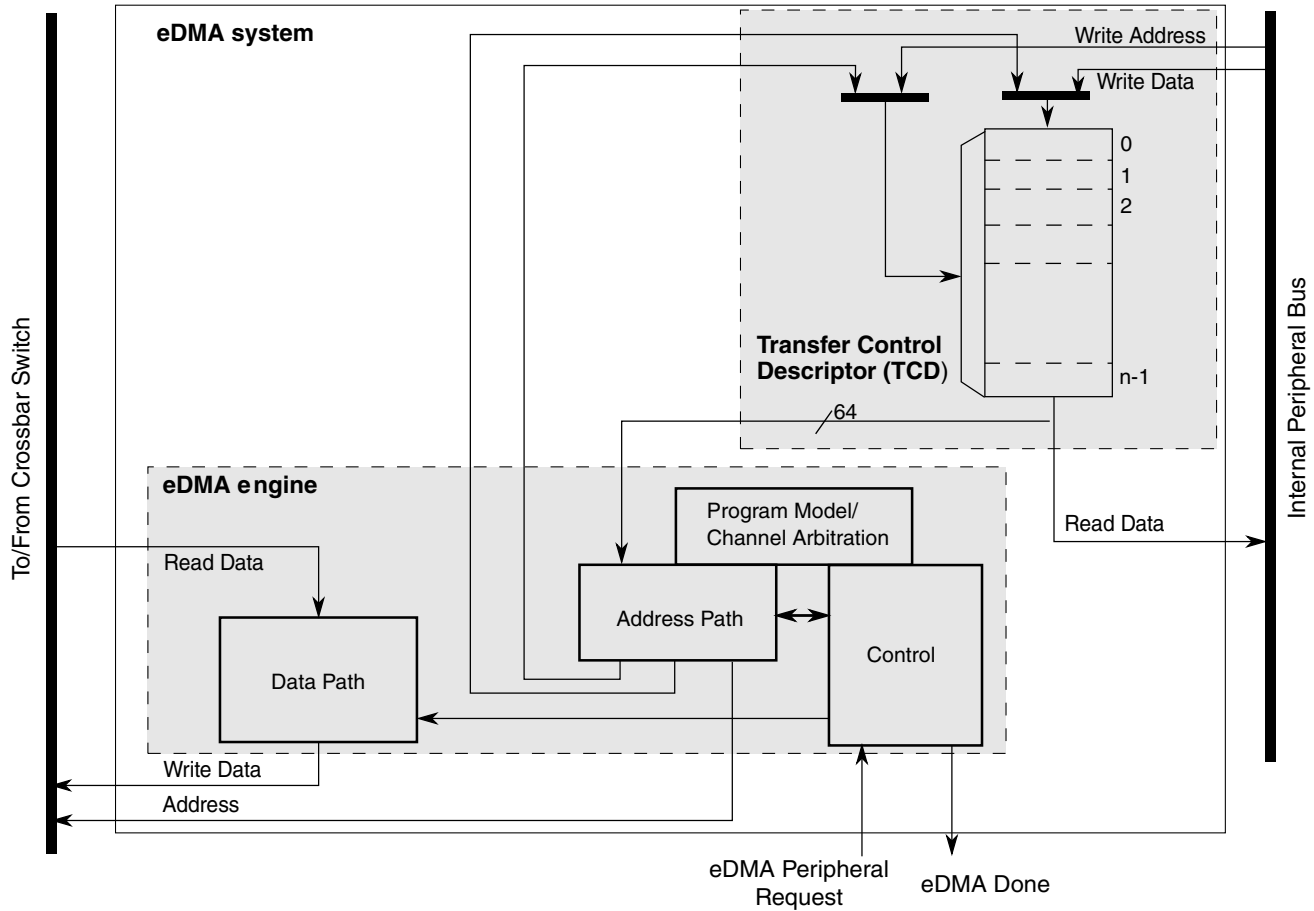 eDMA system
Write Address
Write Data
0
1
2
n-1
Transfer Control
Descriptor (TCD)
64
To/From Crossbar Switch
Internal Peripheral Bus
eDMA engine
Program Model/
Channel Arbitration
Read Data
Read Data
Address Path
Control
Data Path
Write Data
Address
eDMA Peripheral
Request
eDMA Done